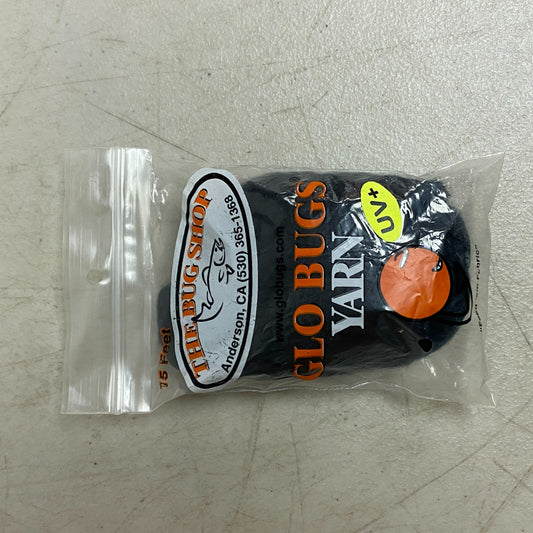 15 Feet
THE BUG SHOP
Anderson, CA (530) 365-1368
www.globugs.com
GLO BUGS
YARN
UV+